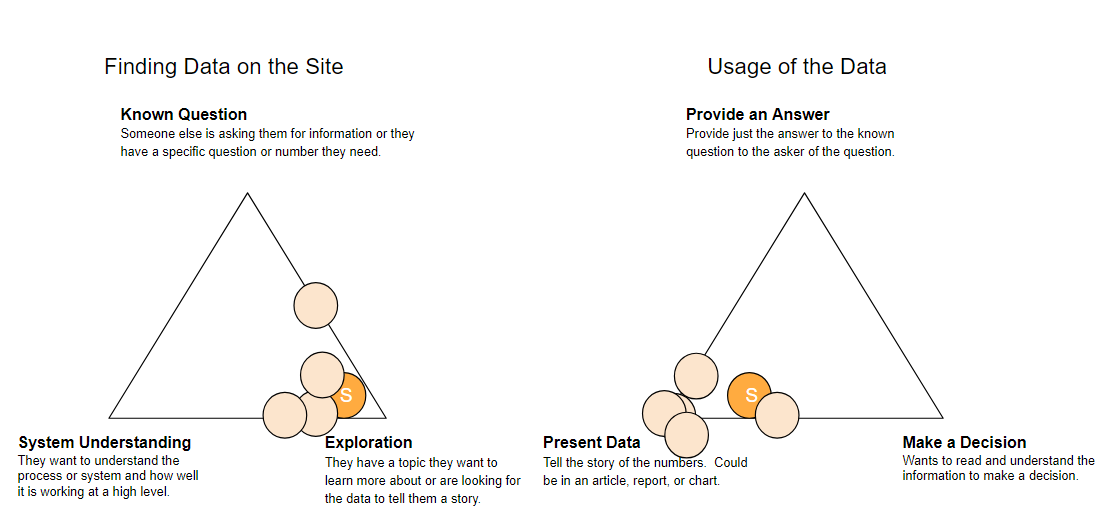 Finding Data on the Site
Known Question
Someone else is asking them for information or they
have a specific question or number they need.
S
System Understanding
They want to understand the
process or system and how well
it is working at a high level.
Exploration
They have a topic they want to
learn more about or are looking for
the data to tell them a story.
Usage of the Data
Provide an Answer
Provide just the answer to the known
question to the asker of the question.
S
Present Data
Tell the story of the numbers.  Could
be in an article, report, or chart.
Make a Decision
Wants to read and understand the
information to make a decision.